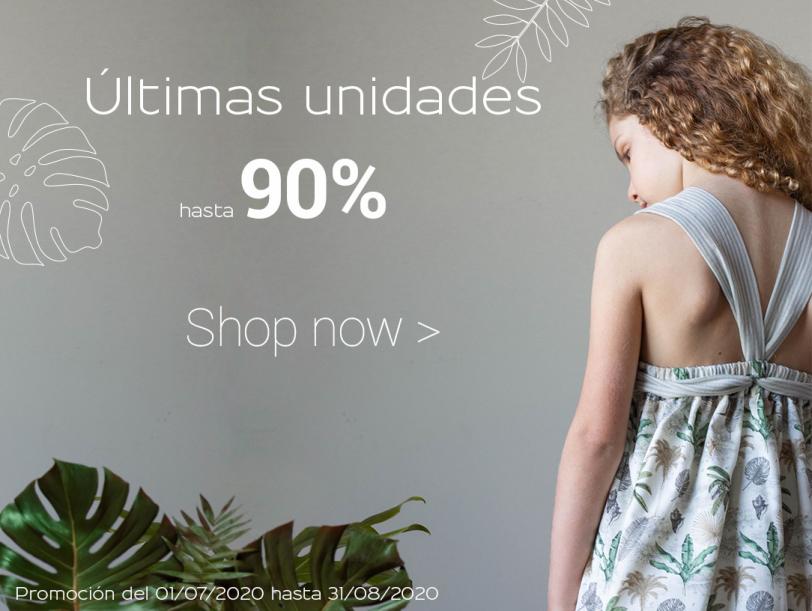 Últimas unidades
hasta 90%
Shop now >
Promoción del 01/07/2020 hasta 31/08/2020